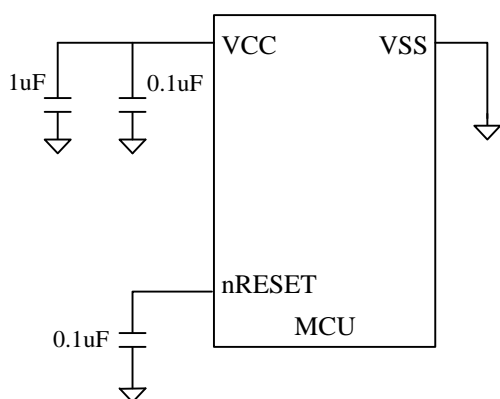 VCC
VSS
1uF
0.1uF
nRESET
MCU
0.1uF